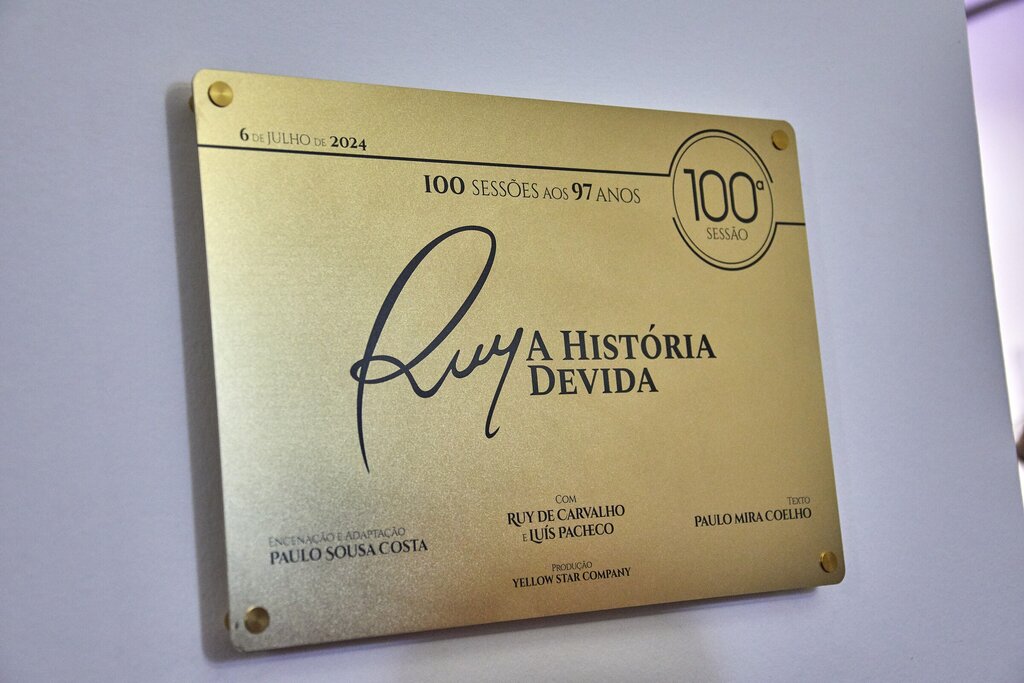 6 DE JULHO DE 2024
100 SESSÕES AOS 97 ANOS
100ª
SESSÃO
Ruy
A HISTÓRIA
DEVIDA
ENCENAÇÃO E ADAPTAÇÃO
PAULO SOUSA COSTA
COM
RUY DE CARVALHO
E LUÍS PACHECO
TEXTO
PAULO MIRA COELHO
PRODUÇÃO
YELLOW STAR COMPANY